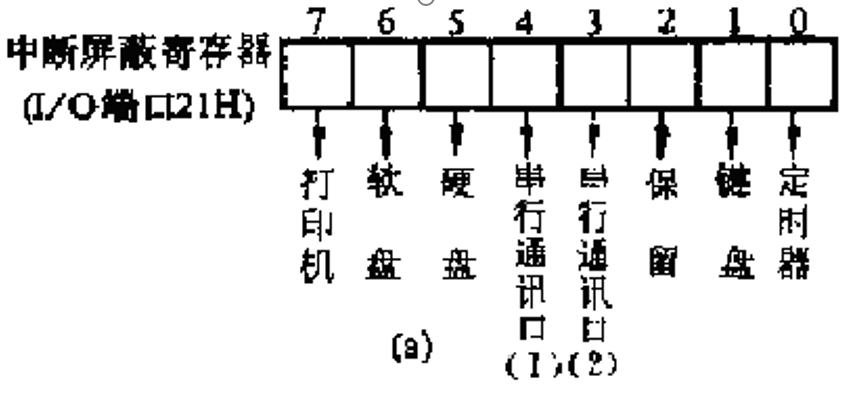 7 6 5 4 3 2 1 0
中断屏蔽寄存器
(I/O端口21H)
打印机
软盘
硬盘
串行通讯口(1)
串行通讯口(2)
保留
键盘
定时器
(a)